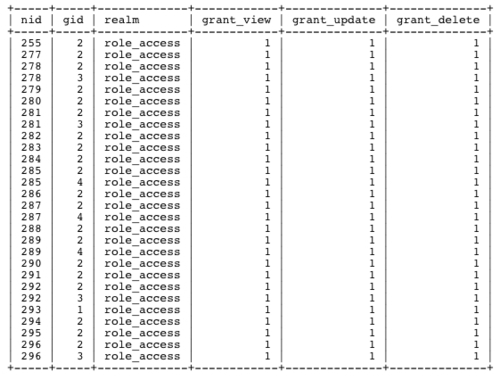 +-----+-----+-------------+------------+--------------+--------------+
| nid | gid | realm       | grant_view | grant_update | grant_delete |
+-----+-----+-------------+------------+--------------+--------------+
| 255 |   2 | role_access |          1 |            1 |            1 |
| 277 |   2 | role_access |          1 |            1 |            1 |
| 278 |   2 | role_access |          1 |            1 |            1 |
| 278 |   3 | role_access |          1 |            1 |            1 |
| 279 |   2 | role_access |          1 |            1 |            1 |
| 280 |   2 | role_access |          1 |            1 |            1 |
| 281 |   2 | role_access |          1 |            1 |            1 |
| 281 |   3 | role_access |          1 |            1 |            1 |
| 282 |   2 | role_access |          1 |            1 |            1 |
| 283 |   2 | role_access |          1 |            1 |            1 |
| 284 |   2 | role_access |          1 |            1 |            1 |
| 285 |   2 | role_access |          1 |            1 |            1 |
| 285 |   4 | role_access |          1 |            1 |            1 |
| 286 |   2 | role_access |          1 |            1 |            1 |
| 287 |   2 | role_access |          1 |            1 |            1 |
| 287 |   4 | role_access |          1 |            1 |            1 |
| 288 |   2 | role_access |          1 |            1 |            1 |
| 289 |   2 | role_access |          1 |            1 |            1 |
| 289 |   4 | role_access |          1 |            1 |            1 |
| 290 |   2 | role_access |          1 |            1 |            1 |
| 291 |   2 | role_access |          1 |            1 |            1 |
| 292 |   2 | role_access |          1 |            1 |            1 |
| 292 |   3 | role_access |          1 |            1 |            1 |
| 293 |   1 | role_access |          1 |            1 |            1 |
| 294 |   2 | role_access |          1 |            1 |            1 |
| 295 |   2 | role_access |          1 |            1 |            1 |
| 296 |   2 | role_access |          1 |            1 |            1 |
| 296 |   3 | role_access |          1 |            1 |            1 |
+-----+-----+-------------+------------+--------------+--------------+